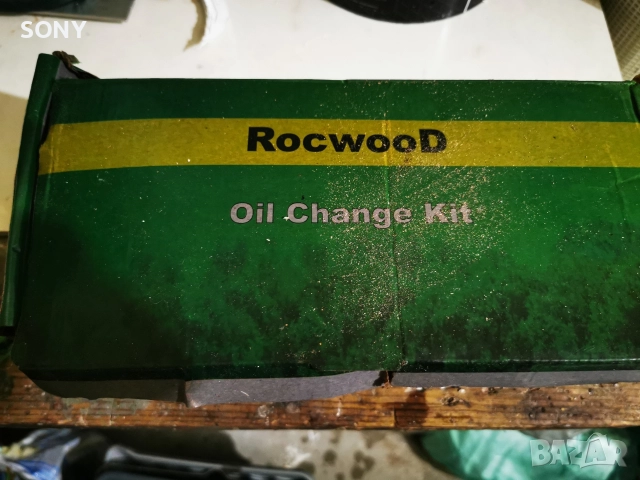 SONY
RocwooD
Oil Change Kit
BAZAR